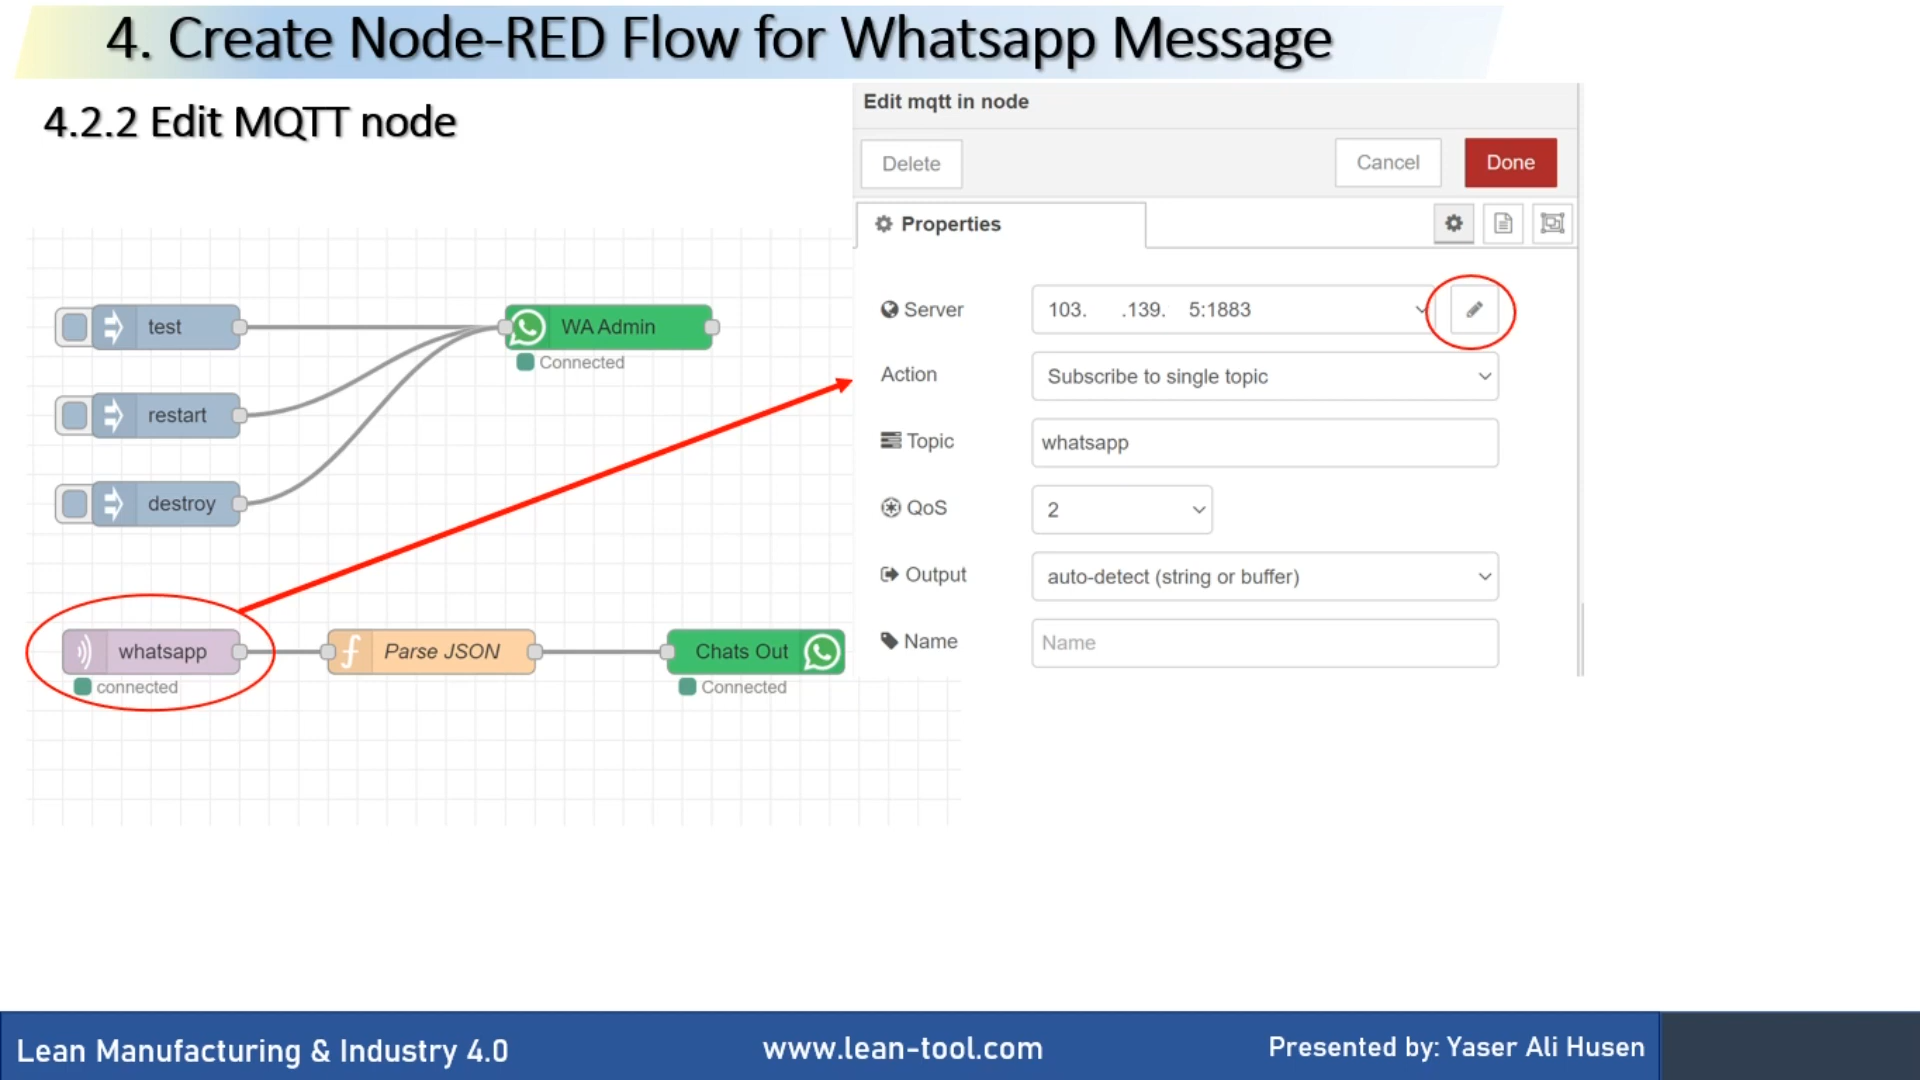 4. Create Node-RED Flow for Whatsapp Message
4.2.2 Edit MQTT node
test
restart
destroy
WA Admin
Connected
whatsapp
connected
Parse JSON
Chats Out
Connected
Edit mqtt in node
Delete
Cancel
Done
Properties
Server
103. .139. 5:1883
Action
Subscribe to single topic
Topic
whatsapp
QoS
2
Output
auto-detect (string or buffer)
Name
Name
Lean Manufacturing & Industry 4.0
www.lean-tool.com
Presented by: Yaser Ali Husen